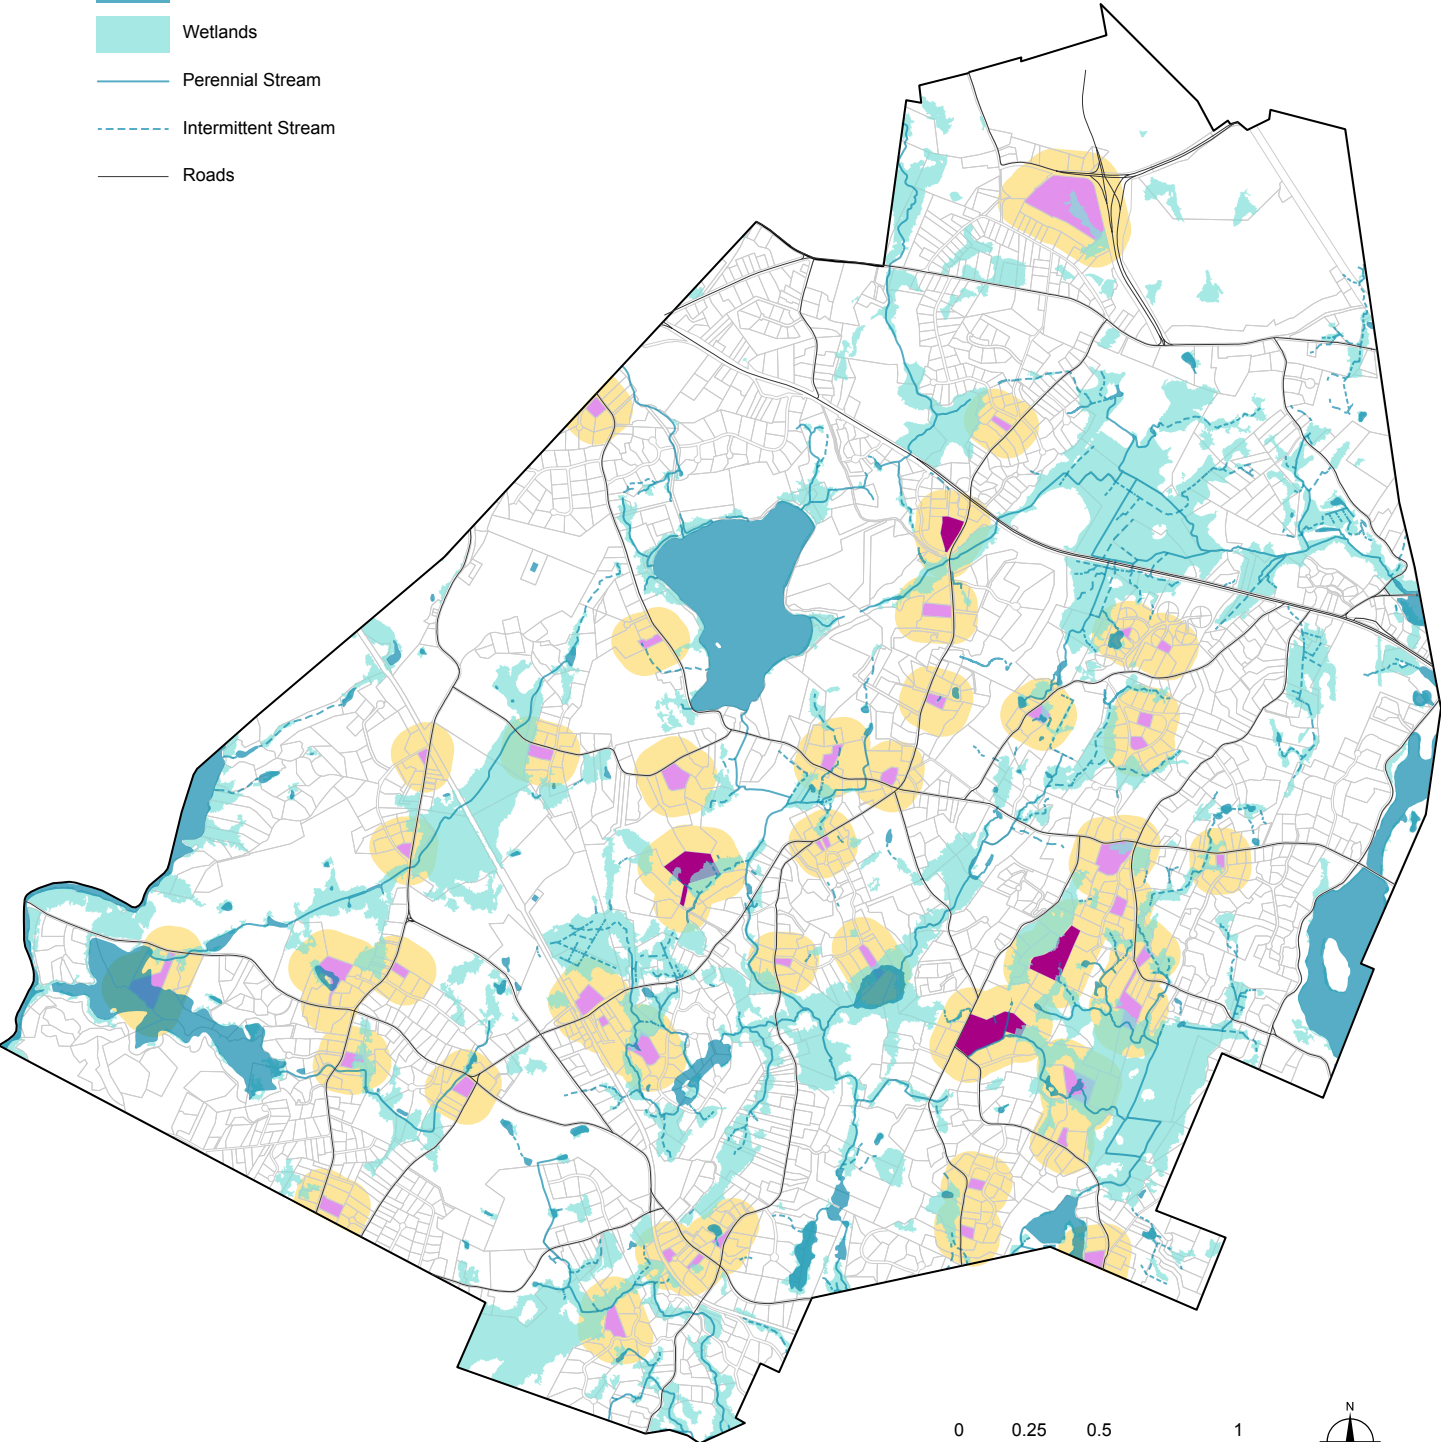 Wetlands
Perennial Stream
Intermittent Stream
Roads
0 0.25 0.5 1
N